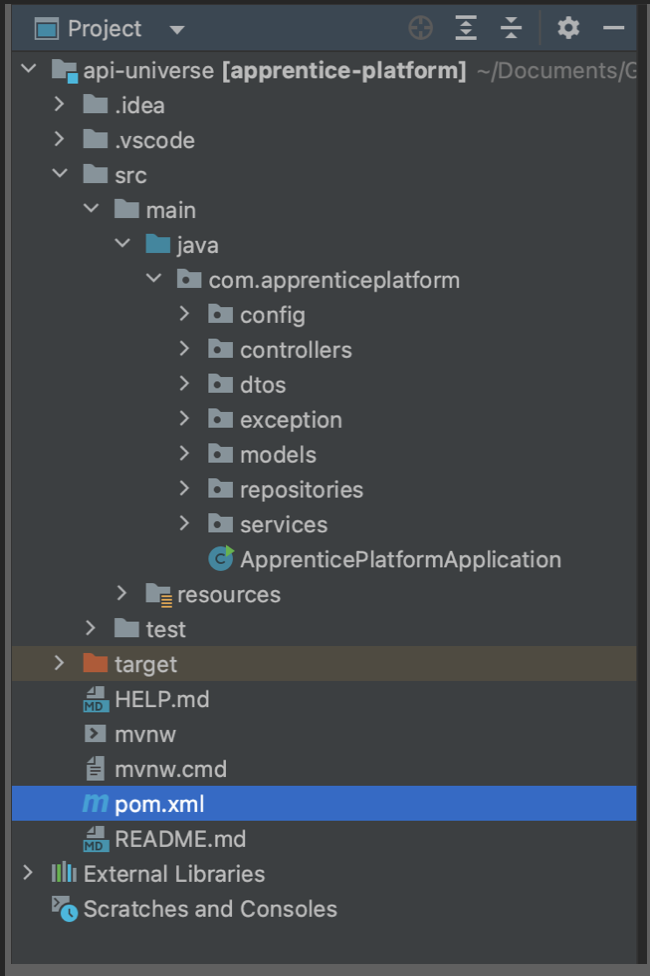 Project
api-universe [apprentice-platform] ~/Documents/G
.idea
.vscode
src
main
java
com.apprenticeplatform
config
controllers
dtos
exception
models
repositories
services
C ApprenticePlatformApplication
resources
test
target
MD HELP.md
mvnw
mvnw.cmd
m pom.xml
MD README.md
External Libraries
Scratches and Consoles